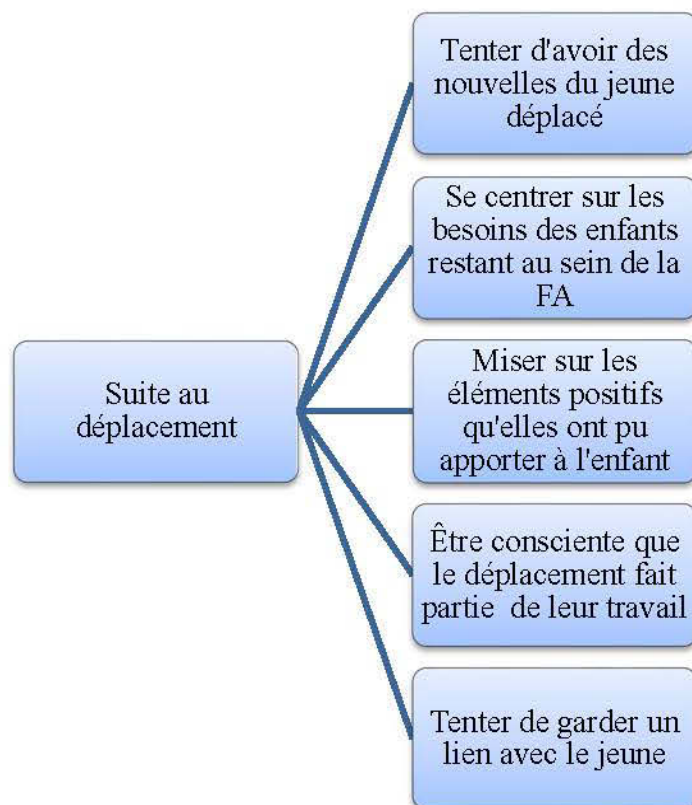 Tenter d'avoir des
nouvelles du jeune
déplacé
Se centrer sur les
besoins des enfants
restant au sein de la
FA
Suite au
déplacement
Miser sur les
éléments positifs
qu'elles ont pu
apporter à l'enfant
Être consciente que
le déplacement fait
partie de leur travail
Tenter de garder un
lien avec le jeune